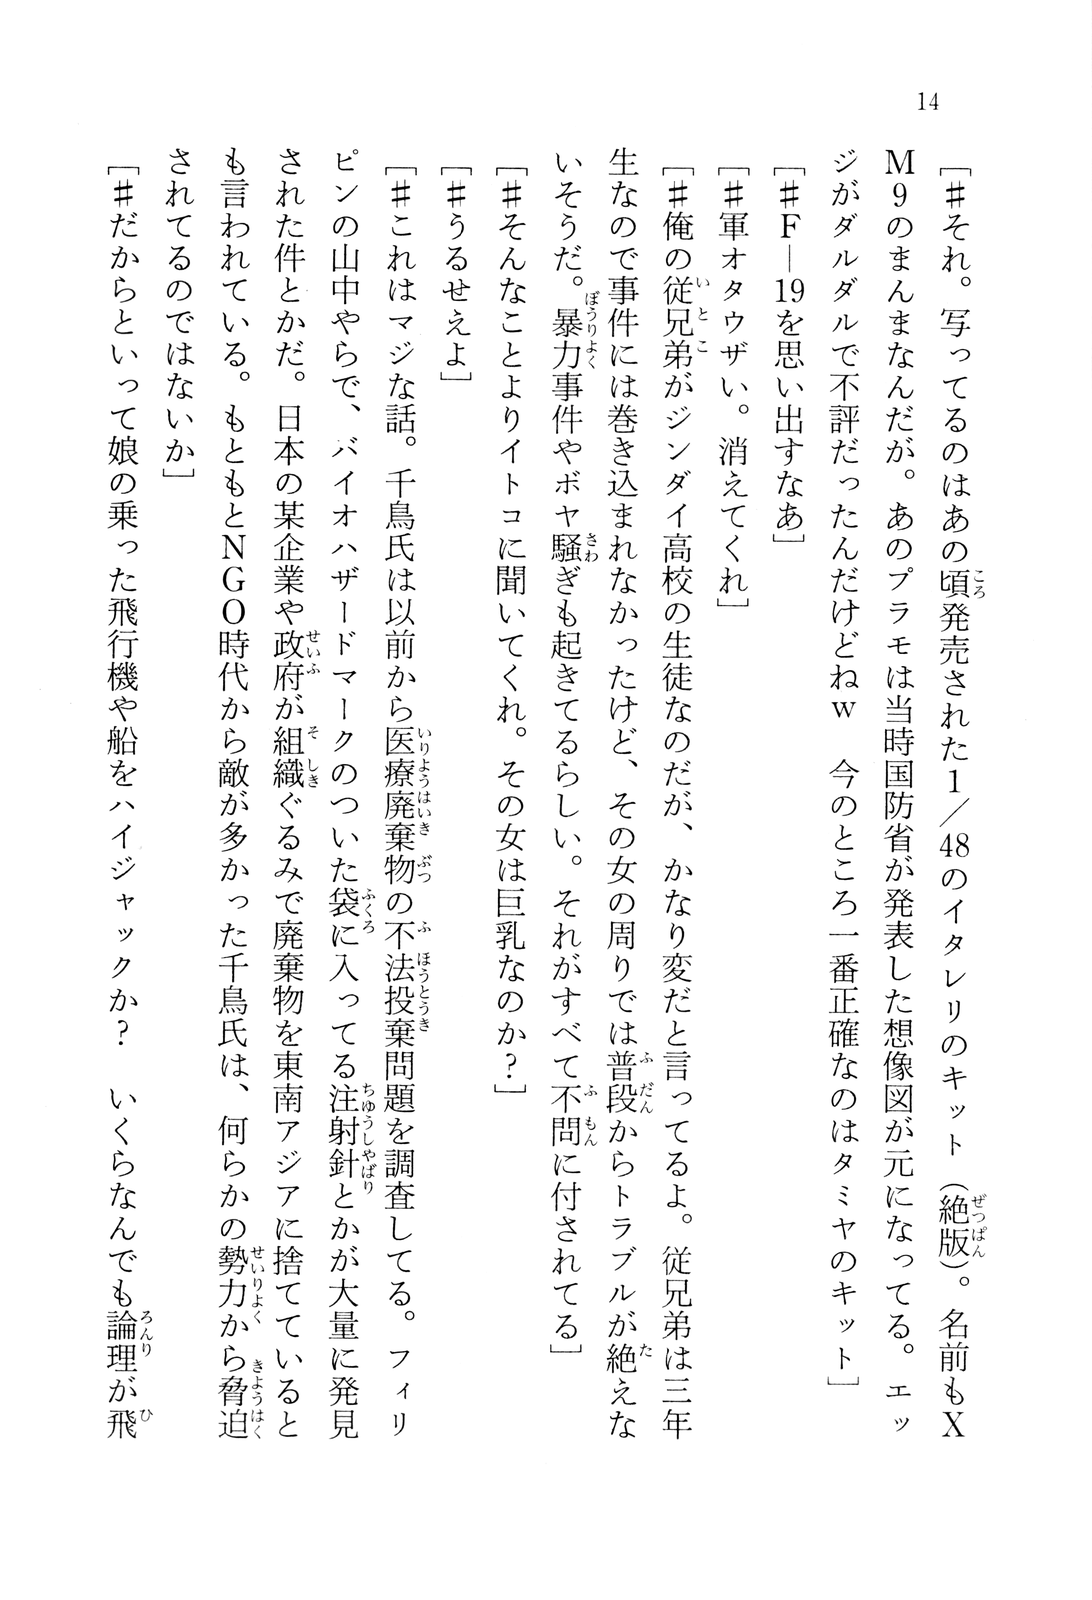 14
［＃それ。写ってるのはあの頃発売された1／48のイタレリのキット（絶版）。名前もX
M9のまんまなんだが。あのプラモは当時国防省が発表した想像図が元になってる。エッ
ジがダルダルで不評だったんだけどねw　今のところ一番正確なのはタミヤのキット］
［＃F―19を思い出すなあ］
［＃軍オタウザい。消えてくれ］
［＃俺の従兄弟がジンダイ高校の生徒なのだが、かなり変だと言ってるよ。従兄弟は三年
生なので事件には巻き込まれなかったけど、その女の周りでは普段からトラブルが絶えな
いそうだ。暴力事件やボヤ騒ぎも起きてるらしい。それがすべて不問に付されてる］
［＃そんなことよりイトコに聞いてくれ。その女は巨乳なのか？］
［＃うるせえよ］
［＃これはマジな話。千鳥氏は以前から医療廃棄物の不法投棄問題を調査してる。フィリ
ピンの山中やらで、バイオハザードマークのついた袋に入ってる注射針とかが大量に発見
された件とかだ。日本の某企業や政府が組織ぐるみで廃棄物を東南アジアに捨てていると
も言われている。もともとNGO時代から敵が多かった千鳥氏は、何らかの勢力から脅迫
されてるのではないか］
［＃だからといって娘の乗った飛行機や船をハイジャックか？　いくらなんでも論理が飛